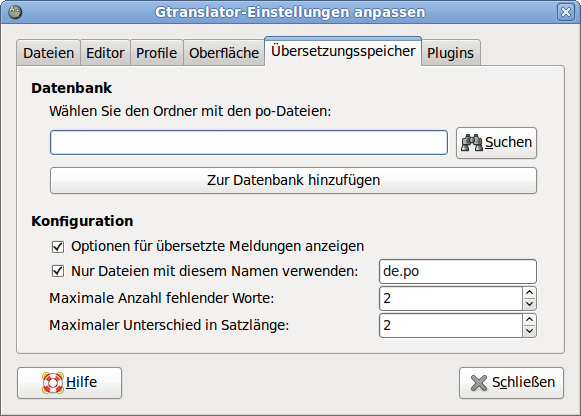 Gtranslator-Einstellungen anpassen
Dateien Editor Profile Oberfläche Übersetzungsspeicher Plugins
Datenbank
Wählen Sie den Ordner mit den po-Dateien:
Suchen
Zur Datenbank hinzufügen
Konfiguration
Optionen für übersetzte Meldungen anzeigen
Nur Dateien mit diesem Namen verwenden: de.po
Maximale Anzahl fehlender Worte: 2
Maximaler Unterschied in Satzlänge: 2
Hilfe Schließen